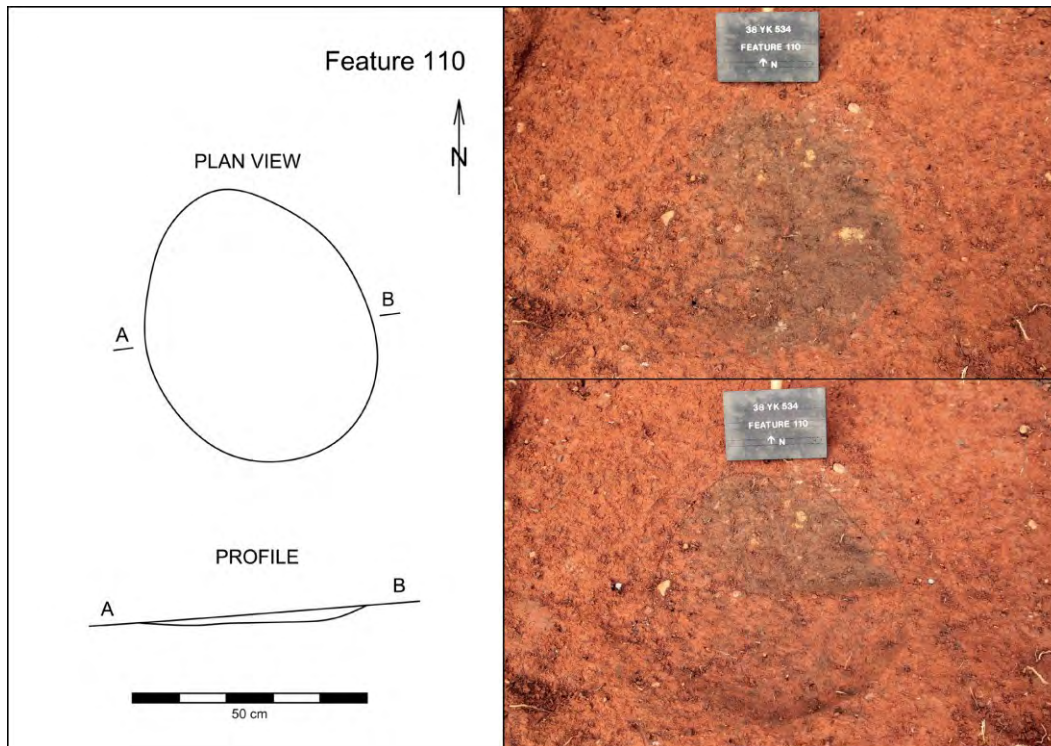 Feature 110
N
PLAN VIEW
A
B
PROFILE
A
B
50 cm
38 YK 534
FEATURE 110
↑ N
38 YK 534
FEATURE 110
↑ N